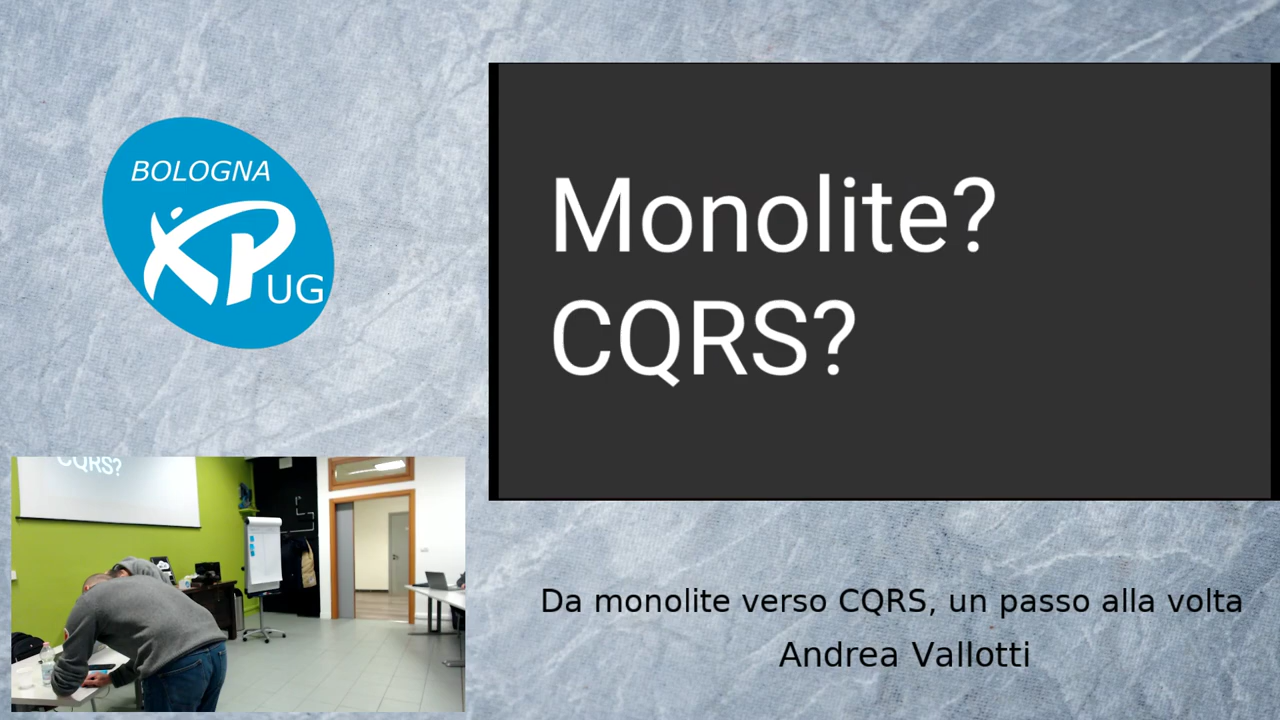 BOLOGNA
XP
UG
Monolite?
CQRS?
CQRS?
Da monolite verso CQRS, un passo alla volta
Andrea Vallotti